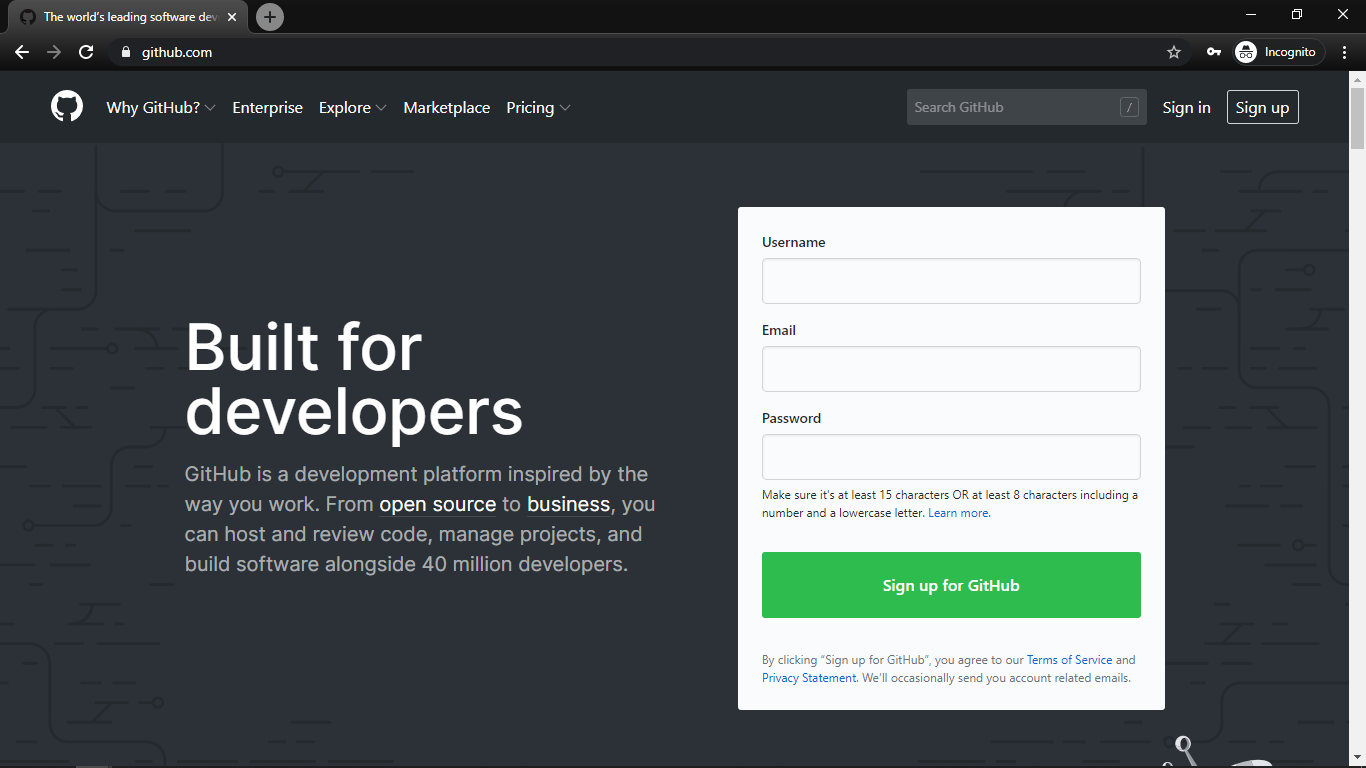 The world's leading software dev
github.com
Incognito
Why GitHub? Enterprise Explore Marketplace Pricing
Search GitHub /
Sign in
Sign up
Built for
developers
GitHub is a development platform inspired by the
way you work. From open source to business, you
can host and review code, manage projects, and
build software alongside 40 million developers.
Username
Email
Password
Make sure it's at least 15 characters OR at least 8 characters including a
number and a lowercase letter. Learn more.
Sign up for GitHub
By clicking “Sign up for GitHub”, you agree to our Terms of Service and
Privacy Statement. We’ll occasionally send you account related emails.